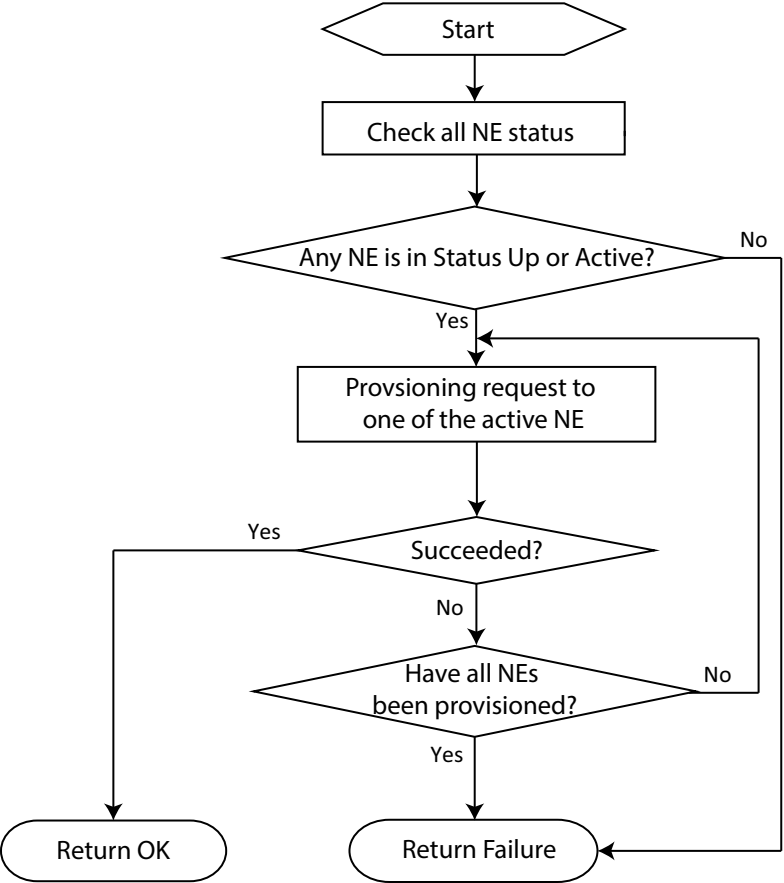 Start
Check all NE status
Any NE is in Status Up or Active?
No
Yes
Provsioning request to
one of the active NE
Yes
Succeeded?
No
Have all NEs
been provisioned?
No
Yes
Return OK
Return Failure